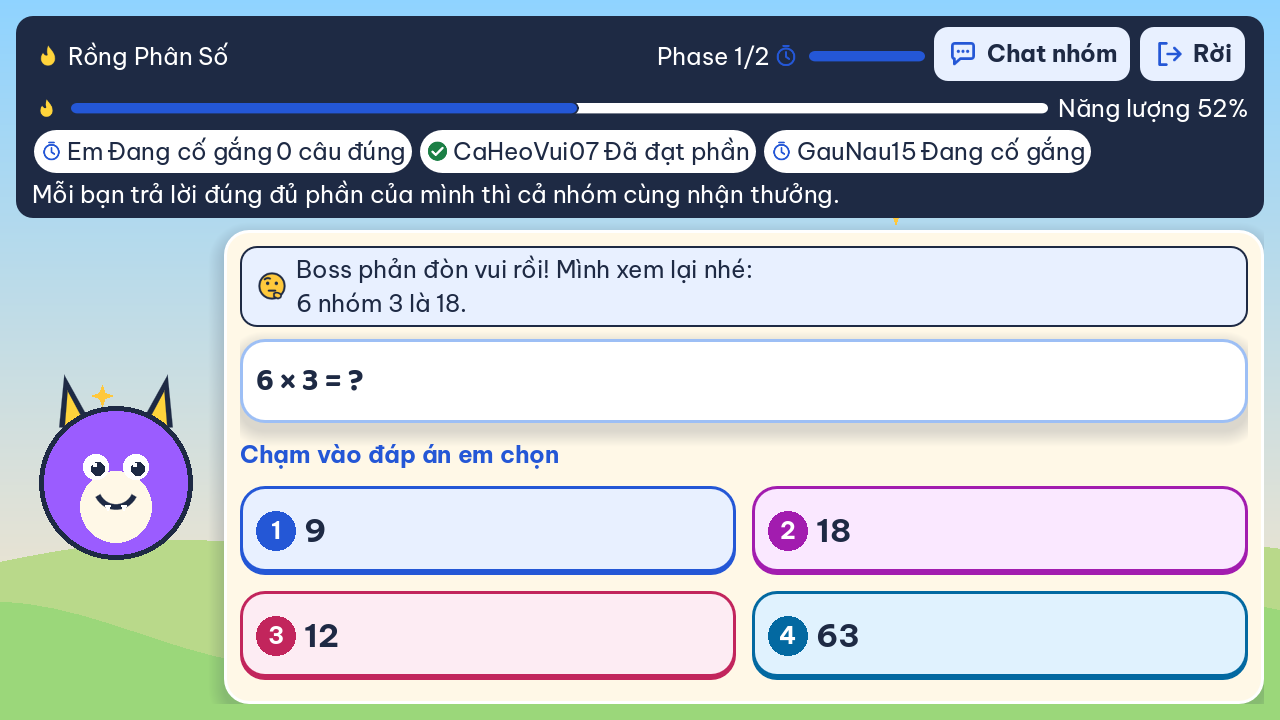 Rồng Phân Số
Phase 1/2
Chat nhóm
Rời
Năng lượng 52%
Em Đang cố gắng 0 câu đúng
CaHeoVui07 Đã đạt phần
GauNau15 Đang cố gắng
Mỗi bạn trả lời đúng đủ phần của mình thì cả nhóm cùng nhận thưởng.
Boss phản đòn vui rồi! Mình xem lại nhé:
6 nhóm 3 là 18.
6 × 3 = ?
Chạm vào đáp án em chọn
1 9
2 18
3 12
4 63